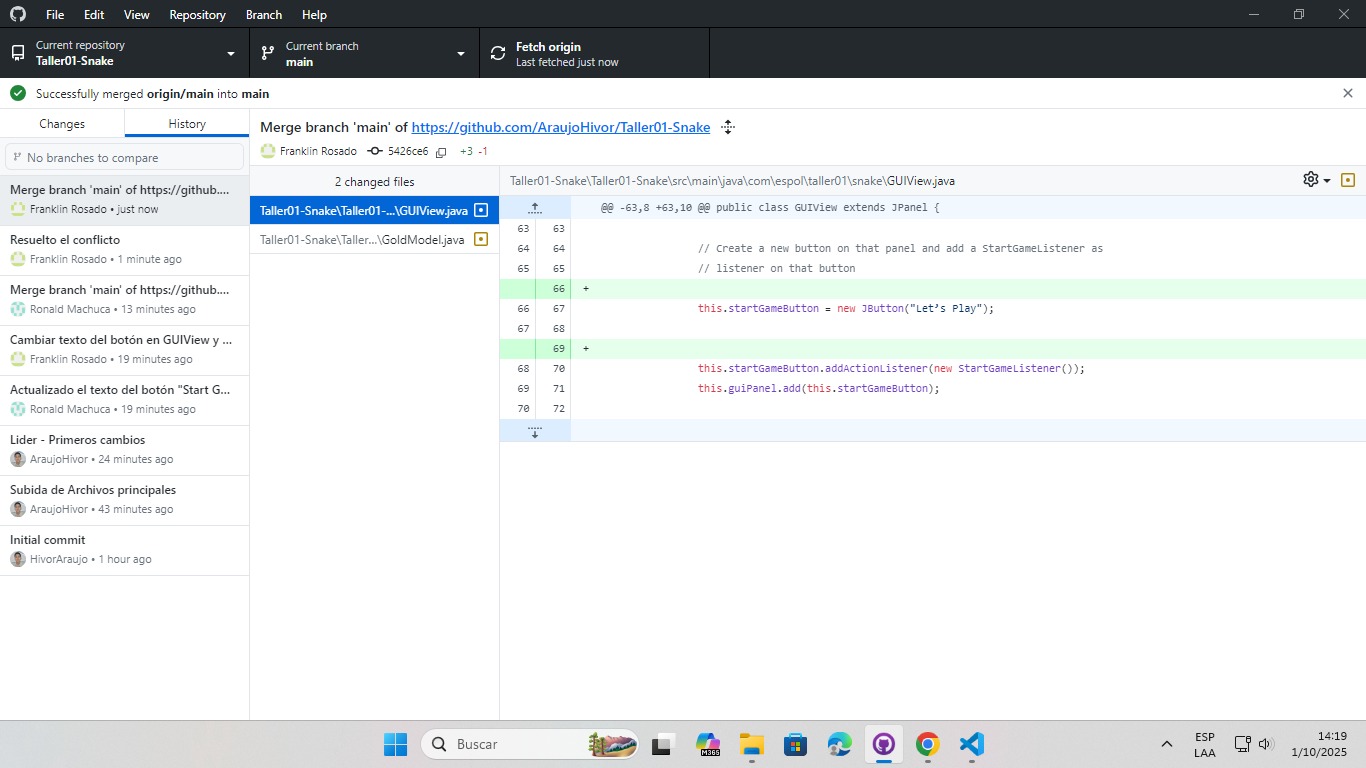 File Edit View Repository Branch Help
Current repository
Taller01-Snake
Current branch
main
Fetch origin
Last fetched just now
Successfully merged origin/main into main
Changes
History
No branches to compare
Merge branch 'main' of https://github....
Franklin Rosado • just now
Resuelto el conflicto
Franklin Rosado • 1 minute ago
Merge branch 'main' of https://github....
Ronald Machuca • 13 minutes ago
Cambiar texto del botón en GUIView y ...
Franklin Rosado • 19 minutes ago
Actualizado el texto del botón "Start G...
Ronald Machuca • 19 minutes ago
Lider - Primeros cambios
AraujoHivor • 24 minutes ago
Subida de Archivos principales
AraujoHivor • 43 minutes ago
Initial commit
HivorAraujo • 1 hour ago
Merge branch 'main' of https://github.com/AraujoHivor/Taller01-Snake
Franklin Rosado 5426ce6 +3 -1
2 changed files
Taller01-Snake\Taller01-...\GUIView.java
Taller01-Snake\Taller...\GoldModel.java
Taller01-Snake\Taller01-Snake\src\main\java\com\espol\taller01\snake\GUIView.java
@@ -63,8 +63,10 @@ public class GUIView extends JPanel {
63 63
64 64 // Create a new button on that panel and add a StartGameListener as
65 65 // listener on that button
66 +
66 67 this.startGameButton = new JButton("Let’s Play");
67 68
69 +
68 70 this.startGameButton.addActionListener(new StartGameListener());
69 71 this.guiPanel.add(this.startGameButton);
70 72
Buscar
M365
ESP
LAA
14:19
1/10/2025